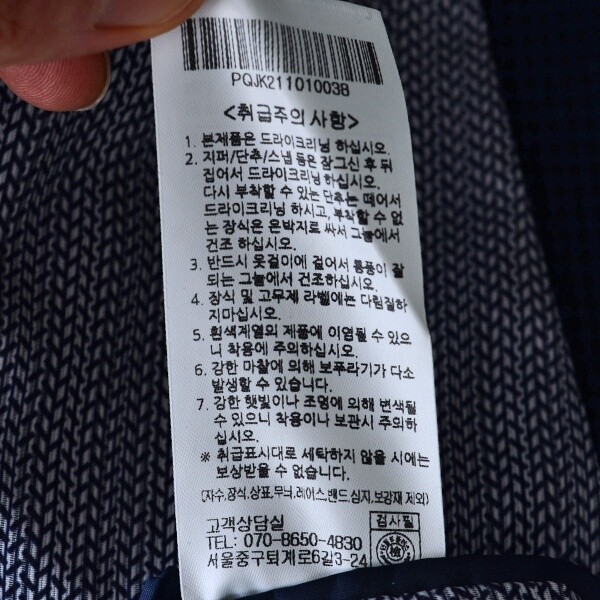 PQJK21101003B
<취급주의사항>
1. 본제품은 드라이크리닝 하십시오.
2. 지퍼/단추/스냅 등은 잠그신 후 뒤
집어서 드라이크리닝하십시오.
다시 부착할 수 있는 단추는 떼어서
드라이크리닝 하시고, 부착할 수 없
는 장식은 은박지로 싸서 그늘에서
건조 하십시오.
3. 반드시 옷걸이에 걸어서 통풍이 잘
되는 그늘에서 건조하십시오.
4. 장식 및 고무제 라벨에는 다림질하
지마십시오.
5. 흰색계열의 제품에 이염될 수 있으
니 착용에 주의하십시오.
6. 강한 마찰에 의해 보푸라기가 다소
발생할 수 있습니다.
7. 강한 햇빛이나 조명에 의해 변색될
수 있으니 착용이나 보관시 주의하
십시오.
※ 취급표시대로 세탁하지 않을 시에는
보상받을 수 없습니다.
(자수,장식,상표,무늬,레이스,밴드,심지,보강재 제외)
고객상담실
검사필
TEL: 070-8650-4830
서울중구퇴계로6길3-24